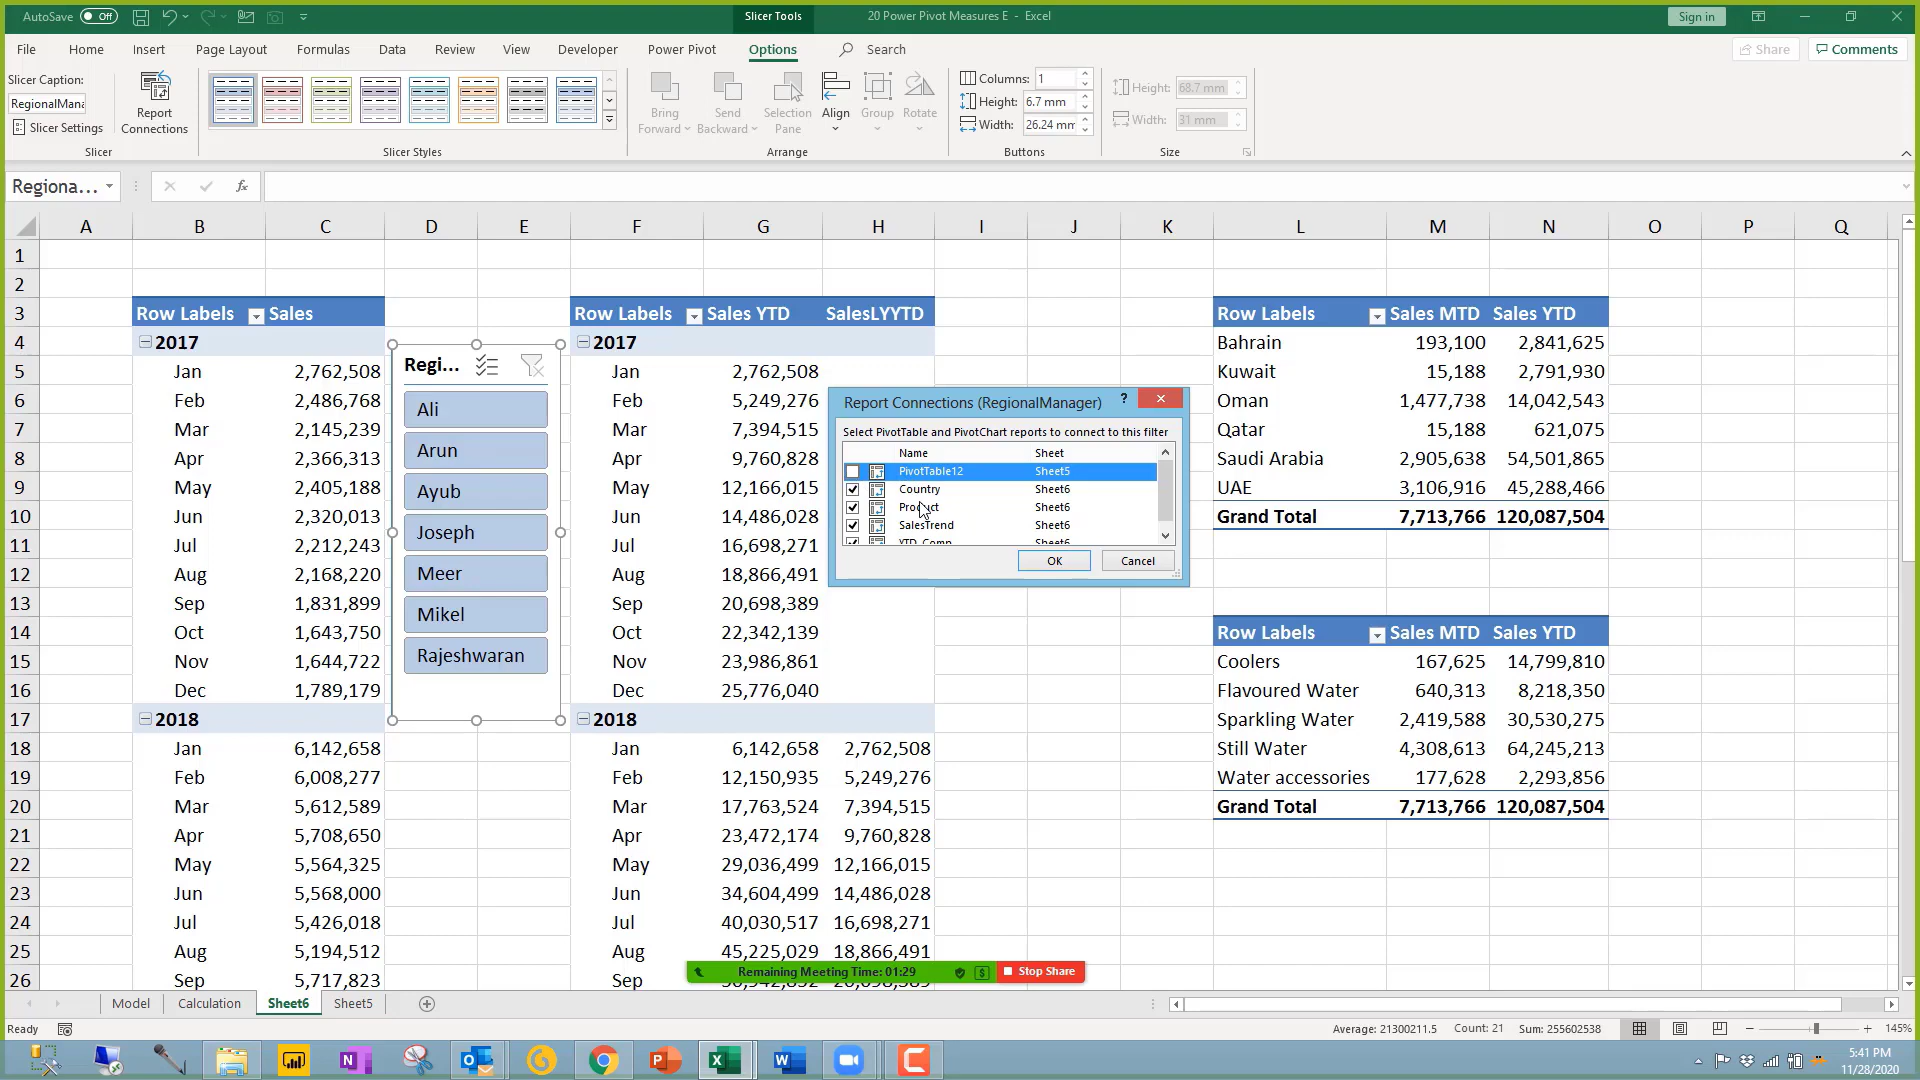 AutoSave Off
Slicer Tools
20 Power Pivot Measures E - Excel
Sign in
File Home Insert Page Layout Formulas Data Review View Developer Power Pivot Options Search
Share Comments
Slicer Caption:
RegionalMana
Slicer Settings
Report Connections
Slicer
Slicer Styles
Bring Forward
Send Backward
Selection Pane
Align
Group
Rotate
Arrange
Columns: 1
Height: 6.7 mm
Width: 26.24 mm
Buttons
Height: 68.7 mm
Width: 31 mm
Size
Regiona... fx
A B C D E F G H I J K L M N O P Q
1
2
3 Row Labels Sales Row Labels Sales YTD SalesLYYTD Row Labels Sales MTD Sales YTD
4 2017 2017 Bahrain 193,100 2,841,625
5 Jan 2,762,508 Jan 2,762,508 Kuwait 15,188 2,791,930
6 Feb 2,486,768 Feb 5,249,276 Oman 1,477,738 14,042,543
7 Mar 2,145,239 Mar 7,394,515 Qatar 15,188 621,075
8 Apr 2,366,313 Apr 9,760,828 Saudi Arabia 2,905,638 54,501,865
9 May 2,405,188 May 12,166,015 UAE 3,106,916 45,288,466
10 Jun 2,320,013 Jun 14,486,028 Grand Total 7,713,766 120,087,504
11 Jul 2,212,243 Jul 16,698,271
12 Aug 2,168,220 Aug 18,866,491
13 Sep 1,831,899 Sep 20,698,389
14 Oct 1,643,750 Oct 22,342,139 Row Labels Sales MTD Sales YTD
15 Nov 1,644,722 Nov 23,986,861 Coolers 167,625 14,799,810
16 Dec 1,789,179 Dec 25,776,040 Flavoured Water 640,313 8,218,350
17 2018 2018 Sparkling Water 2,419,588 30,530,275
18 Jan 6,142,658 Jan 6,142,658 2,762,508 Still Water 4,308,613 64,245,213
19 Feb 6,008,277 Feb 12,150,935 5,249,276 Water accessories 177,628 2,293,856
20 Mar 5,612,589 Mar 17,763,524 7,394,515 Grand Total 7,713,766 120,087,504
21 Apr 5,708,650 Apr 23,472,174 9,760,828
22 May 5,564,325 May 29,036,499 12,166,015
23 Jun 5,568,000 Jun 34,604,499 14,486,028
24 Jul 5,426,018 Jul 40,030,517 16,698,271
25 Aug 5,194,512 Aug 45,225,029 18,866,491
26 Sep 5,717,823 Sep
Regi...
Ali
Arun
Ayub
Joseph
Meer
Mikel
Rajeshwaran
Report Connections (RegionalManager) ?
Select PivotTable and PivotChart reports to connect to this filter
Name Sheet
PivotTable12 Sheet5
Country Sheet6
Product Sheet6
SalesTrend Sheet6
YTD_Comp Sheet6
OK Cancel
Remaining Meeting Time: 01:29 Stop Share
Model Calculation Sheet6 Sheet5
Ready Average: 21300211.5 Count: 21 Sum: 255602538 145%
5:41 PM
11/28/2020